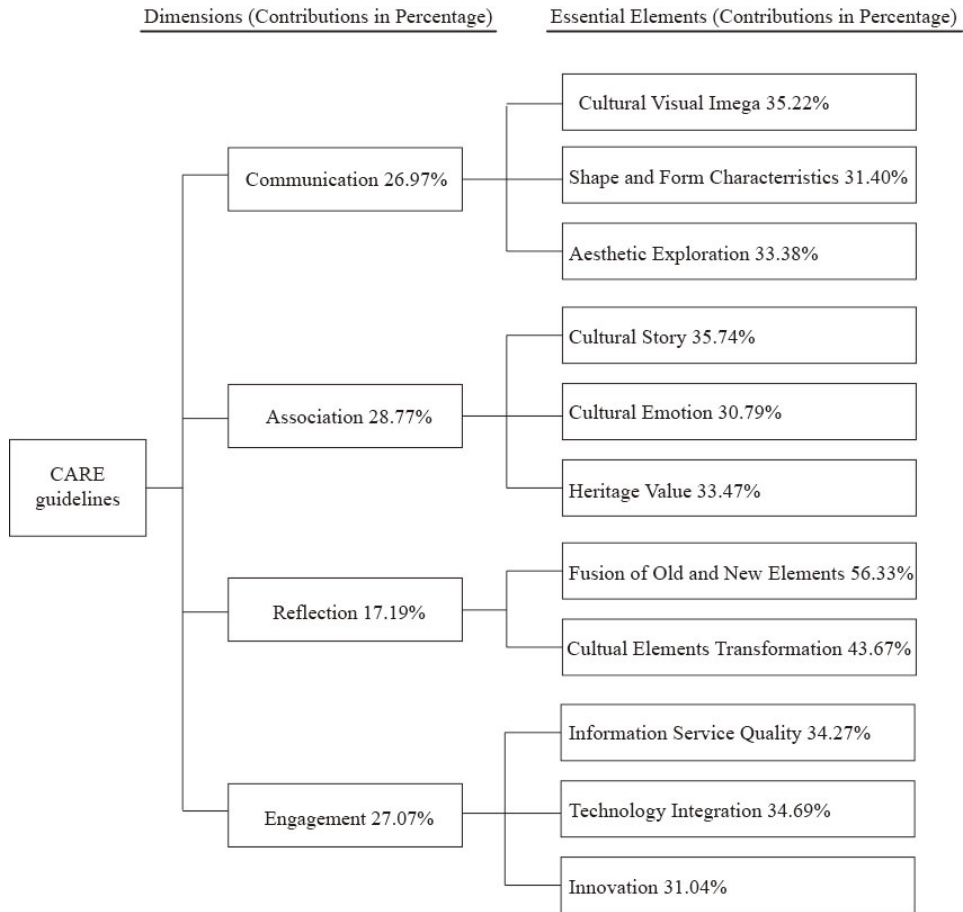 Dimensions (Contributions in Percentage)
Essential Elements (Contributions in Percentage)
CARE
guidelines
Communication 26.97%
Cultural Visual Imega 35.22%
Shape and Form Characterristics 31.40%
Aesthetic Exploration 33.38%
Association 28.77%
Cultural Story 35.74%
Cultural Emotion 30.79%
Heritage Value 33.47%
Reflection 17.19%
Fusion of Old and New Elements 56.33%
Cultual Elements Transformation 43.67%
Engagement 27.07%
Information Service Quality 34.27%
Technology Integration 34.69%
Innovation 31.04%